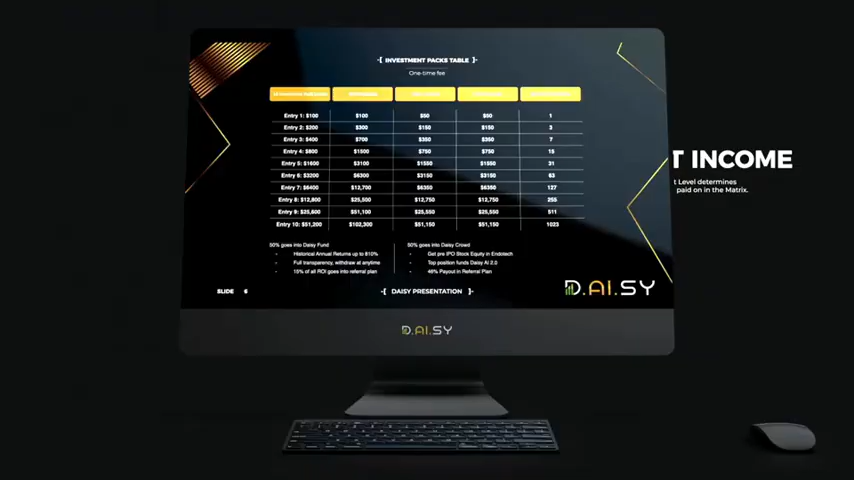 -{ INVESTMENT PACKS TABLE }-
One-time fee
Entry 1: $100 $100 $50 $50 1
Entry 2: $200 $300 $150 $150 3
Entry 3: $400 $700 $350 $350 7
Entry 4: $800 $1500 $750 $750 15
Entry 5: $1600 $3100 $1550 $1550 31
Entry 6: $3200 $6300 $3150 $3150 63
Entry 7: $6400 $12,700 $6350 $6350 127
Entry 8: $12,800 $25,500 $12,750 $12,750 255
Entry 9: $25,600 $51,100 $25,550 $25,550 511
Entry 10: $51,200 $102,300 $51,150 $51,150 1023
50% goes into Daisy Fund
- Historical Annual Returns up to 810%
- Full transparency, withdraw at anytime
- 15% of all ROI goes into referral plan
50% goes into Daisy Crowd
- Get pre IPO Stock Equity in Endotech
- Top position funds Daisy AI 2.0
- 46% Payout in Referral Plan
SLIDE 6
-{ DAISY PRESENTATION }-
D.AI.SY
D.AI.SY
T INCOME
t Level determines
paid on in the Matrix.